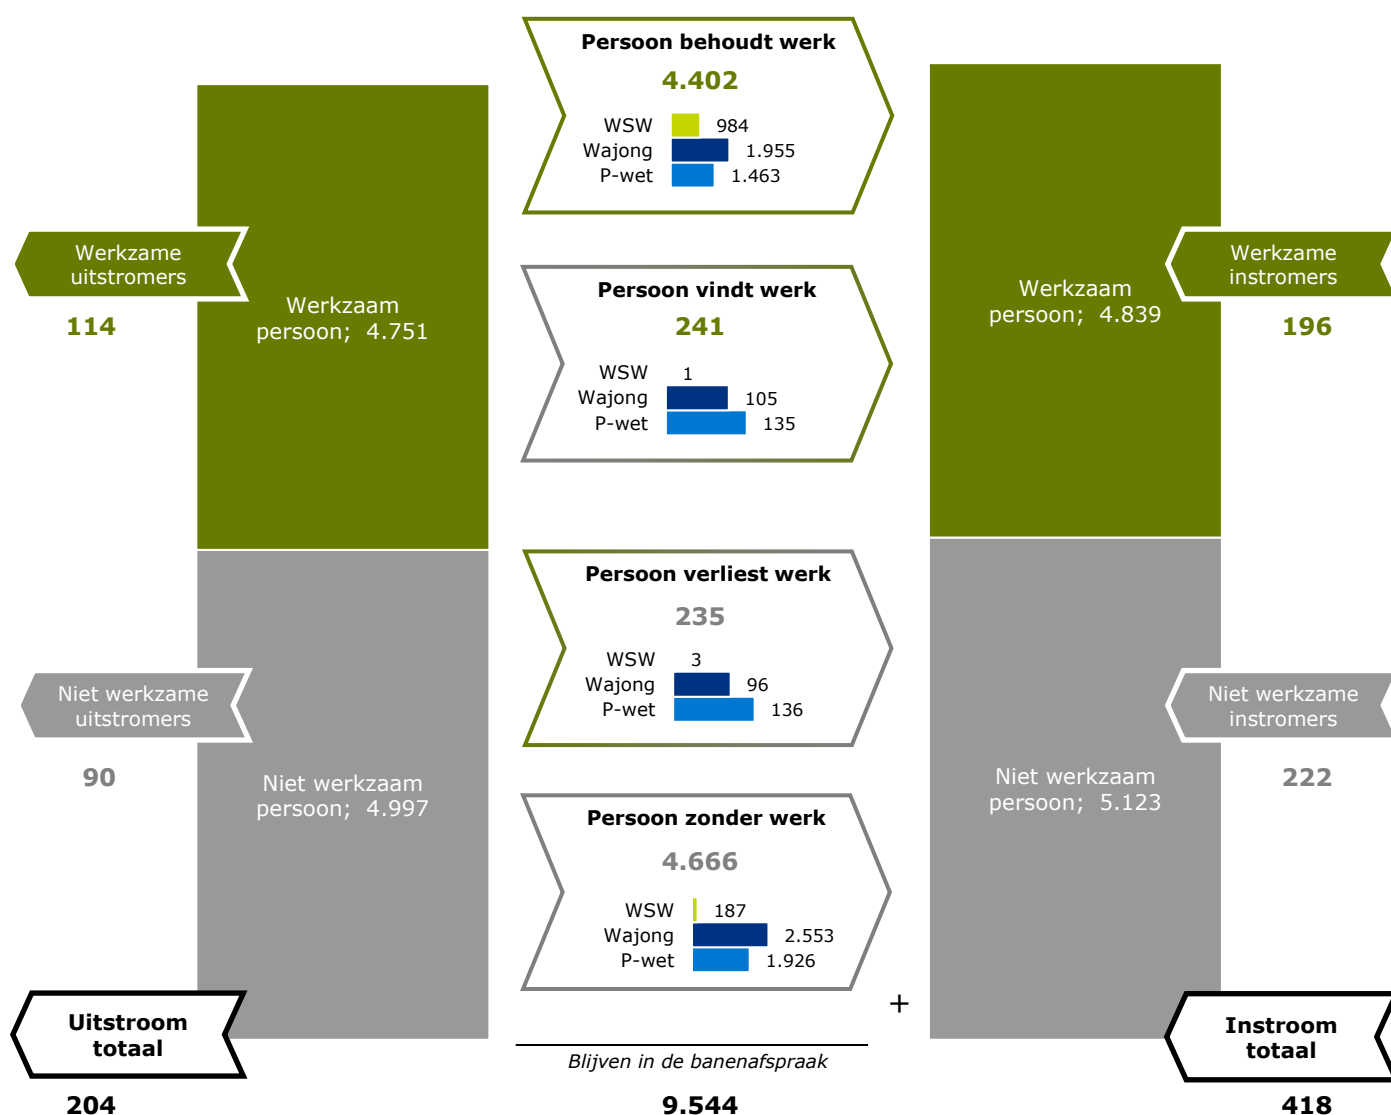 Persoon behoudt werk
4.402
WSW 984
Wajong 1.955
P-wet 1.463
Werkzame
uitstromers
114
Werkzaam
persoon; 4.751
Persoon vindt werk
241
WSW 1
Wajong 105
P-wet 135
Werkzaam
persoon; 4.839
Werkzame
instromers
196
Persoon verliest werk
235
WSW 3
Wajong 96
P-wet 136
Niet werkzame
uitstromers
90
Niet werkzaam
persoon; 4.997
Persoon zonder werk
4.666
WSW 187
Wajong 2.553
P-wet 1.926
Niet werkzaam
persoon; 5.123
Niet werkzame
instromers
222
Uitstroom
totaal
204
+
Blijven in de banenafspraak
9.544
Instroom
totaal
418